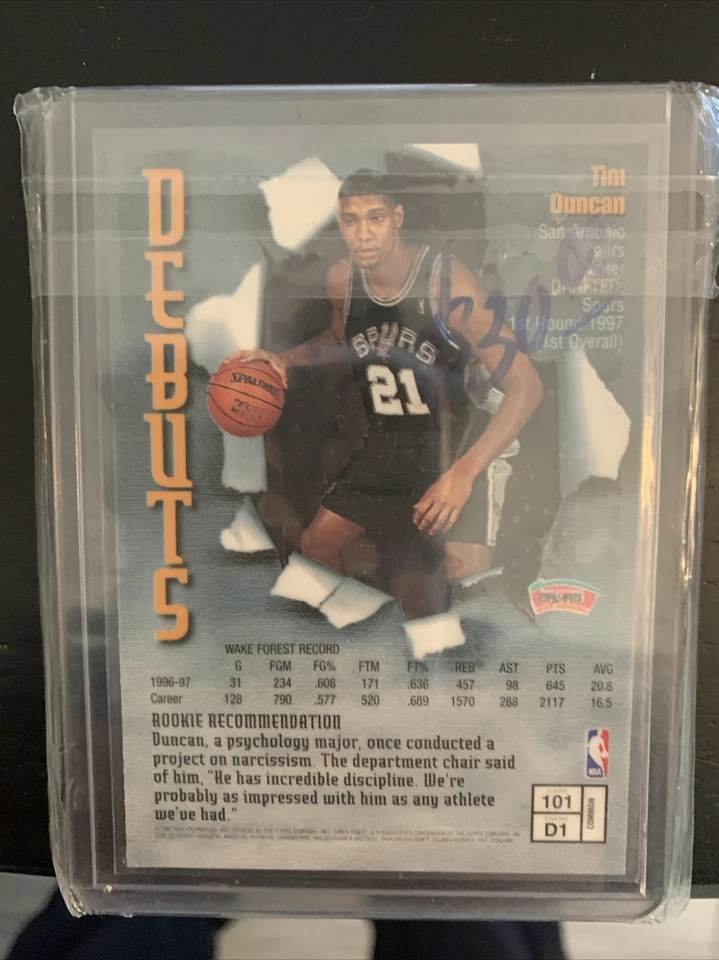 DEBUTS
Tim
Duncan
San Antonio
DRAFTED:
Spurs
1st Round 1997
(1st Overall)
$30.00
SPALDING
SPURS
21
SPURS
WAKE FOREST RECORD
G FGM FG% FTM FT% REB AST PTS AVG
1996-97 31 234 .608 171 .636 457 98 645 20.8
Career 128 790 .577 520 .689 1570 288 2117 16.5
ROOKIE RECOMMENDATION
Duncan, a psychology major, once conducted a
project on narcissism. The department chair said
of him, "He has incredible discipline. We're
probably as impressed with him as any athlete
we've had."
NBA
CARD
101
THEME
D1
COMMON